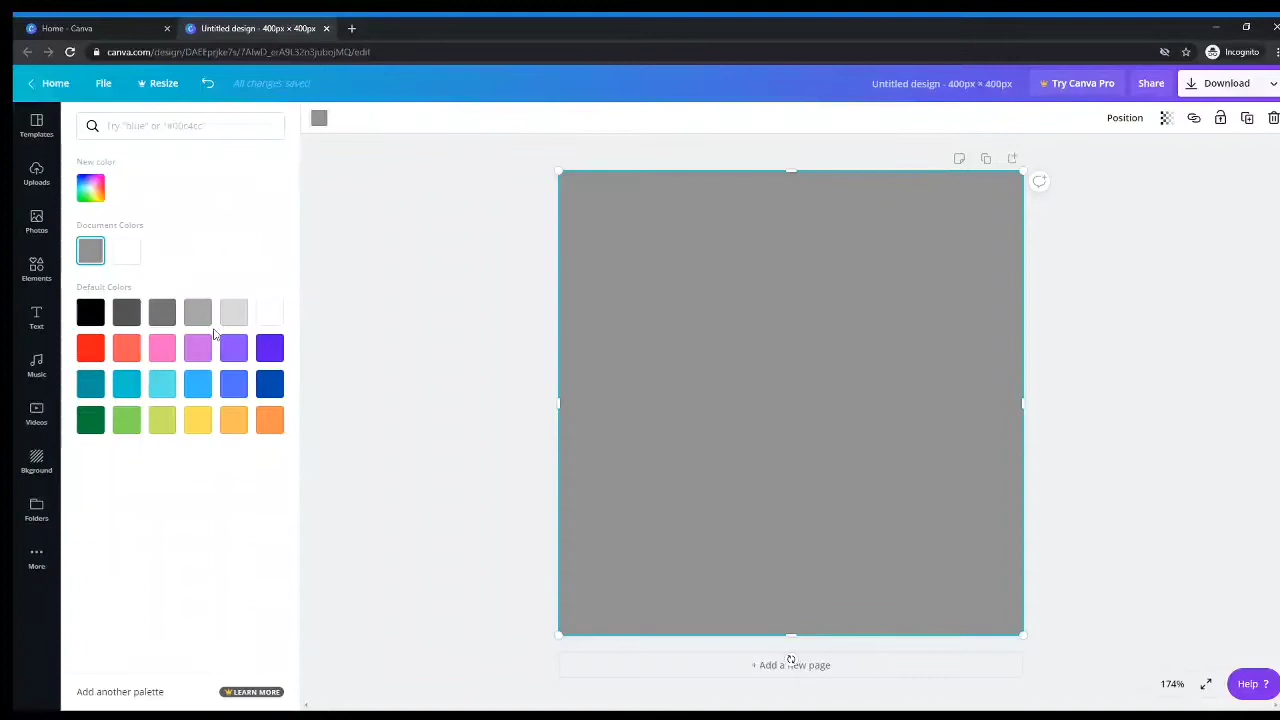 Home - Canva
Untitled design - 400px × 400px
canva.com/design/DAEEprjke7s/7AlwD_erA9L32n3jubojMQ/edit
Incognito
Home
File
Resize
All changes saved
Untitled design - 400px × 400px
Try Canva Pro
Share
Download
Templates
Uploads
Photos
Elements
Text
Music
Videos
Bkground
Folders
More
Try "blue" or "#00c4cc"
New color
Document Colors
Default Colors
Add another palette
LEARN MORE
Position
+ Add a new page
174%
Help ?